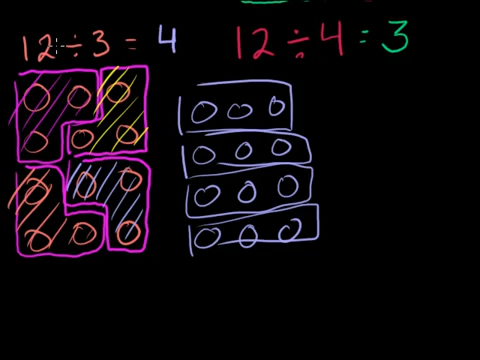 12 ÷ 3 = 4
12 ÷ 4 = 3